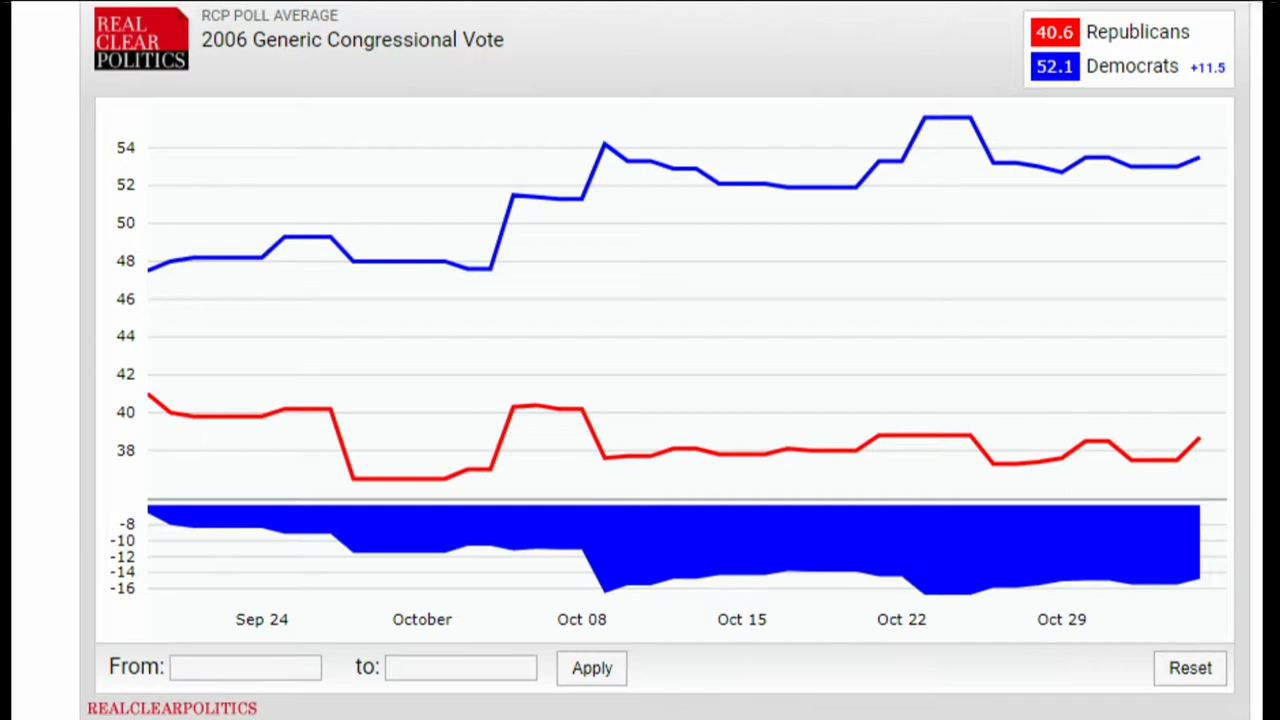 REAL
CLEAR
POLITICS
RCP POLL AVERAGE
2006 Generic Congressional Vote
40.6 Republicans
52.1 Democrats +11.5
54
52
50
48
46
44
42
40
38
-8
-10
-12
-14
-16
Sep 24 October Oct 08 Oct 15 Oct 22 Oct 29
From: to: Apply Reset
REALCLEARPOLITICS